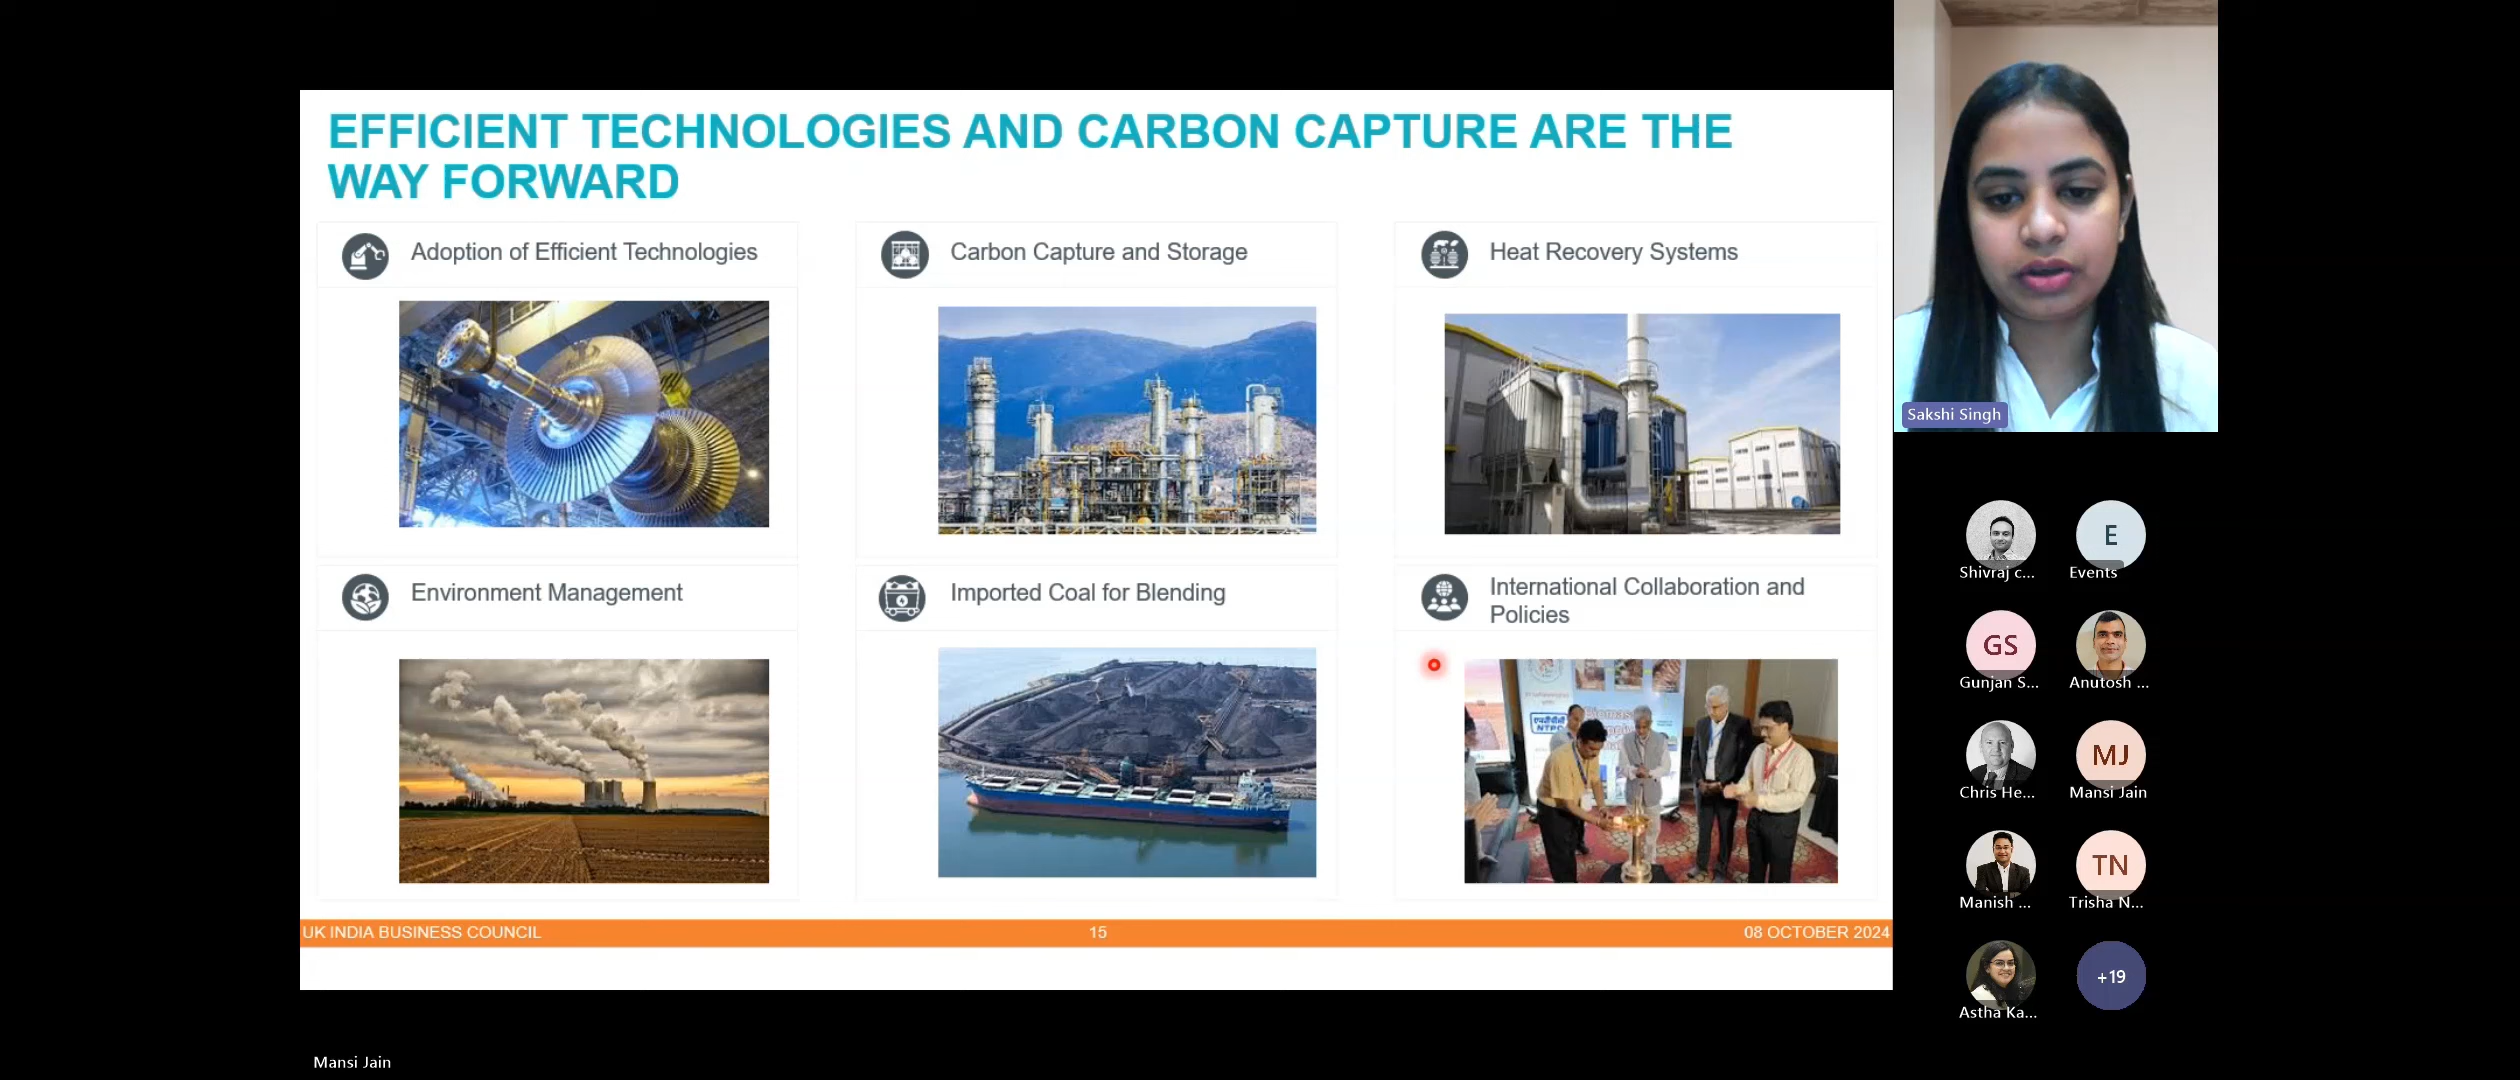 EFFICIENT TECHNOLOGIES AND CARBON CAPTURE ARE THE
WAY FORWARD
Adoption of Efficient Technologies
Carbon Capture and Storage
Heat Recovery Systems
Environment Management
Imported Coal for Blending
International Collaboration and
Policies
एनटीपीसी
NTPC
Biomas
UK INDIA BUSINESS COUNCIL
15
08 OCTOBER 2024
Sakshi Singh
Shivraj c...
E
Events
GS
Gunjan S...
Anutosh ...
Chris He...
MJ
Mansi Jain
Manish ...
TN
Trisha N...
Astha Ka...
+19
Mansi Jain